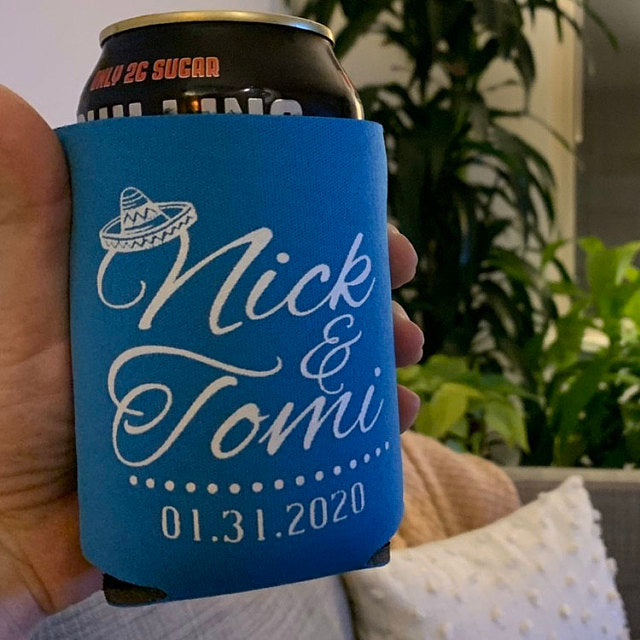 ONLY 2G SUGAR
Nick
&
Tomi
01.31.2020